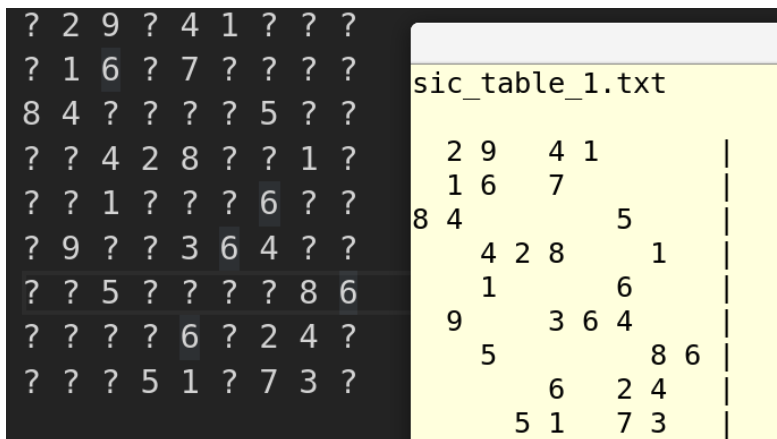 ? 2 9 ? 4 1 ? ? ?
? 1 6 ? 7 ? ? ? ?
8 4 ? ? ? ? 5 ? ?
? ? 4 2 8 ? ? 1 ?
? ? 1 ? ? ? 6 ? ?
? 9 ? ? 3 6 4 ? ?
? ? 5 ? ? ? ? 8 6
? ? ? ? 6 ? 2 4 ?
? ? ? 5 1 ? 7 3 ?
sic_table_1.txt
  2 9   4 1       |
  1 6   7         |
8 4         5     |
    4 2 8     1   |
    1       6     |
  9     3 6 4     |
    5         8 6 |
        6   2 4   |
      5 1   7 3   |